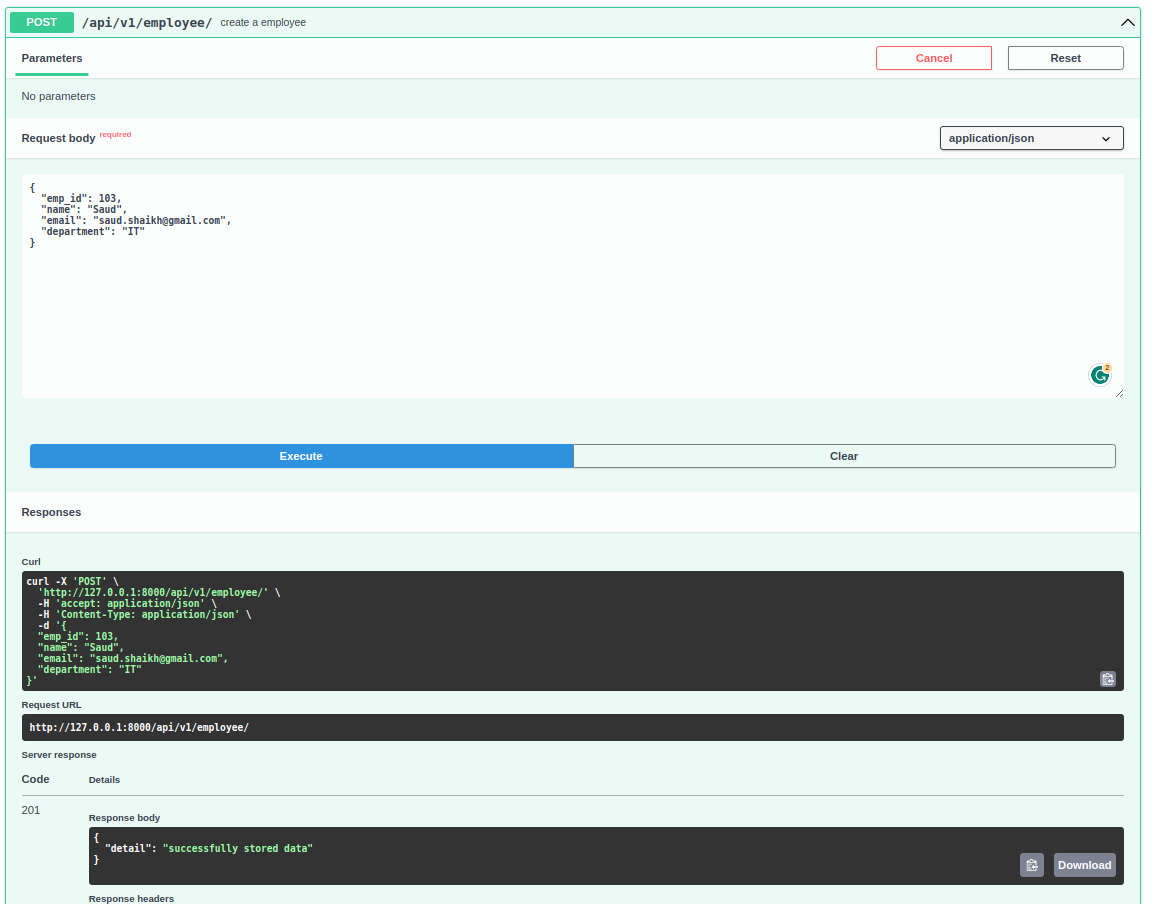 POST /api/v1/employee/ create a employee
Parameters
Cancel
Reset
No parameters
Request body required
application/json
{
  "emp_id": 103,
  "name": "Saud",
  "email": "saud.shaikh@gmail.com",
  "department": "IT"
}
2
Execute
Clear
Responses
Curl
curl -X 'POST' \
  'http://127.0.0.1:8000/api/v1/employee/' \
  -H 'accept: application/json' \
  -H 'Content-Type: application/json' \
  -d '{
  "emp_id": 103,
  "name": "Saud",
  "email": "saud.shaikh@gmail.com",
  "department": "IT"
}'
Request URL
http://127.0.0.1:8000/api/v1/employee/
Server response
Code
Details
201
Response body
{
  "detail": "successfully stored data"
}
Download
Response headers